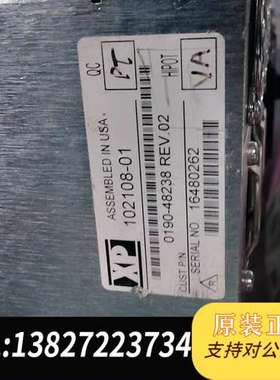 QC
PT
HIPOT
VA
XP
ASSEMBLED IN USA -
102108-01
CUST P/N
0190-48238 REV.02
SERIAL NO
16480262
原装正
:13827223734
支持对公